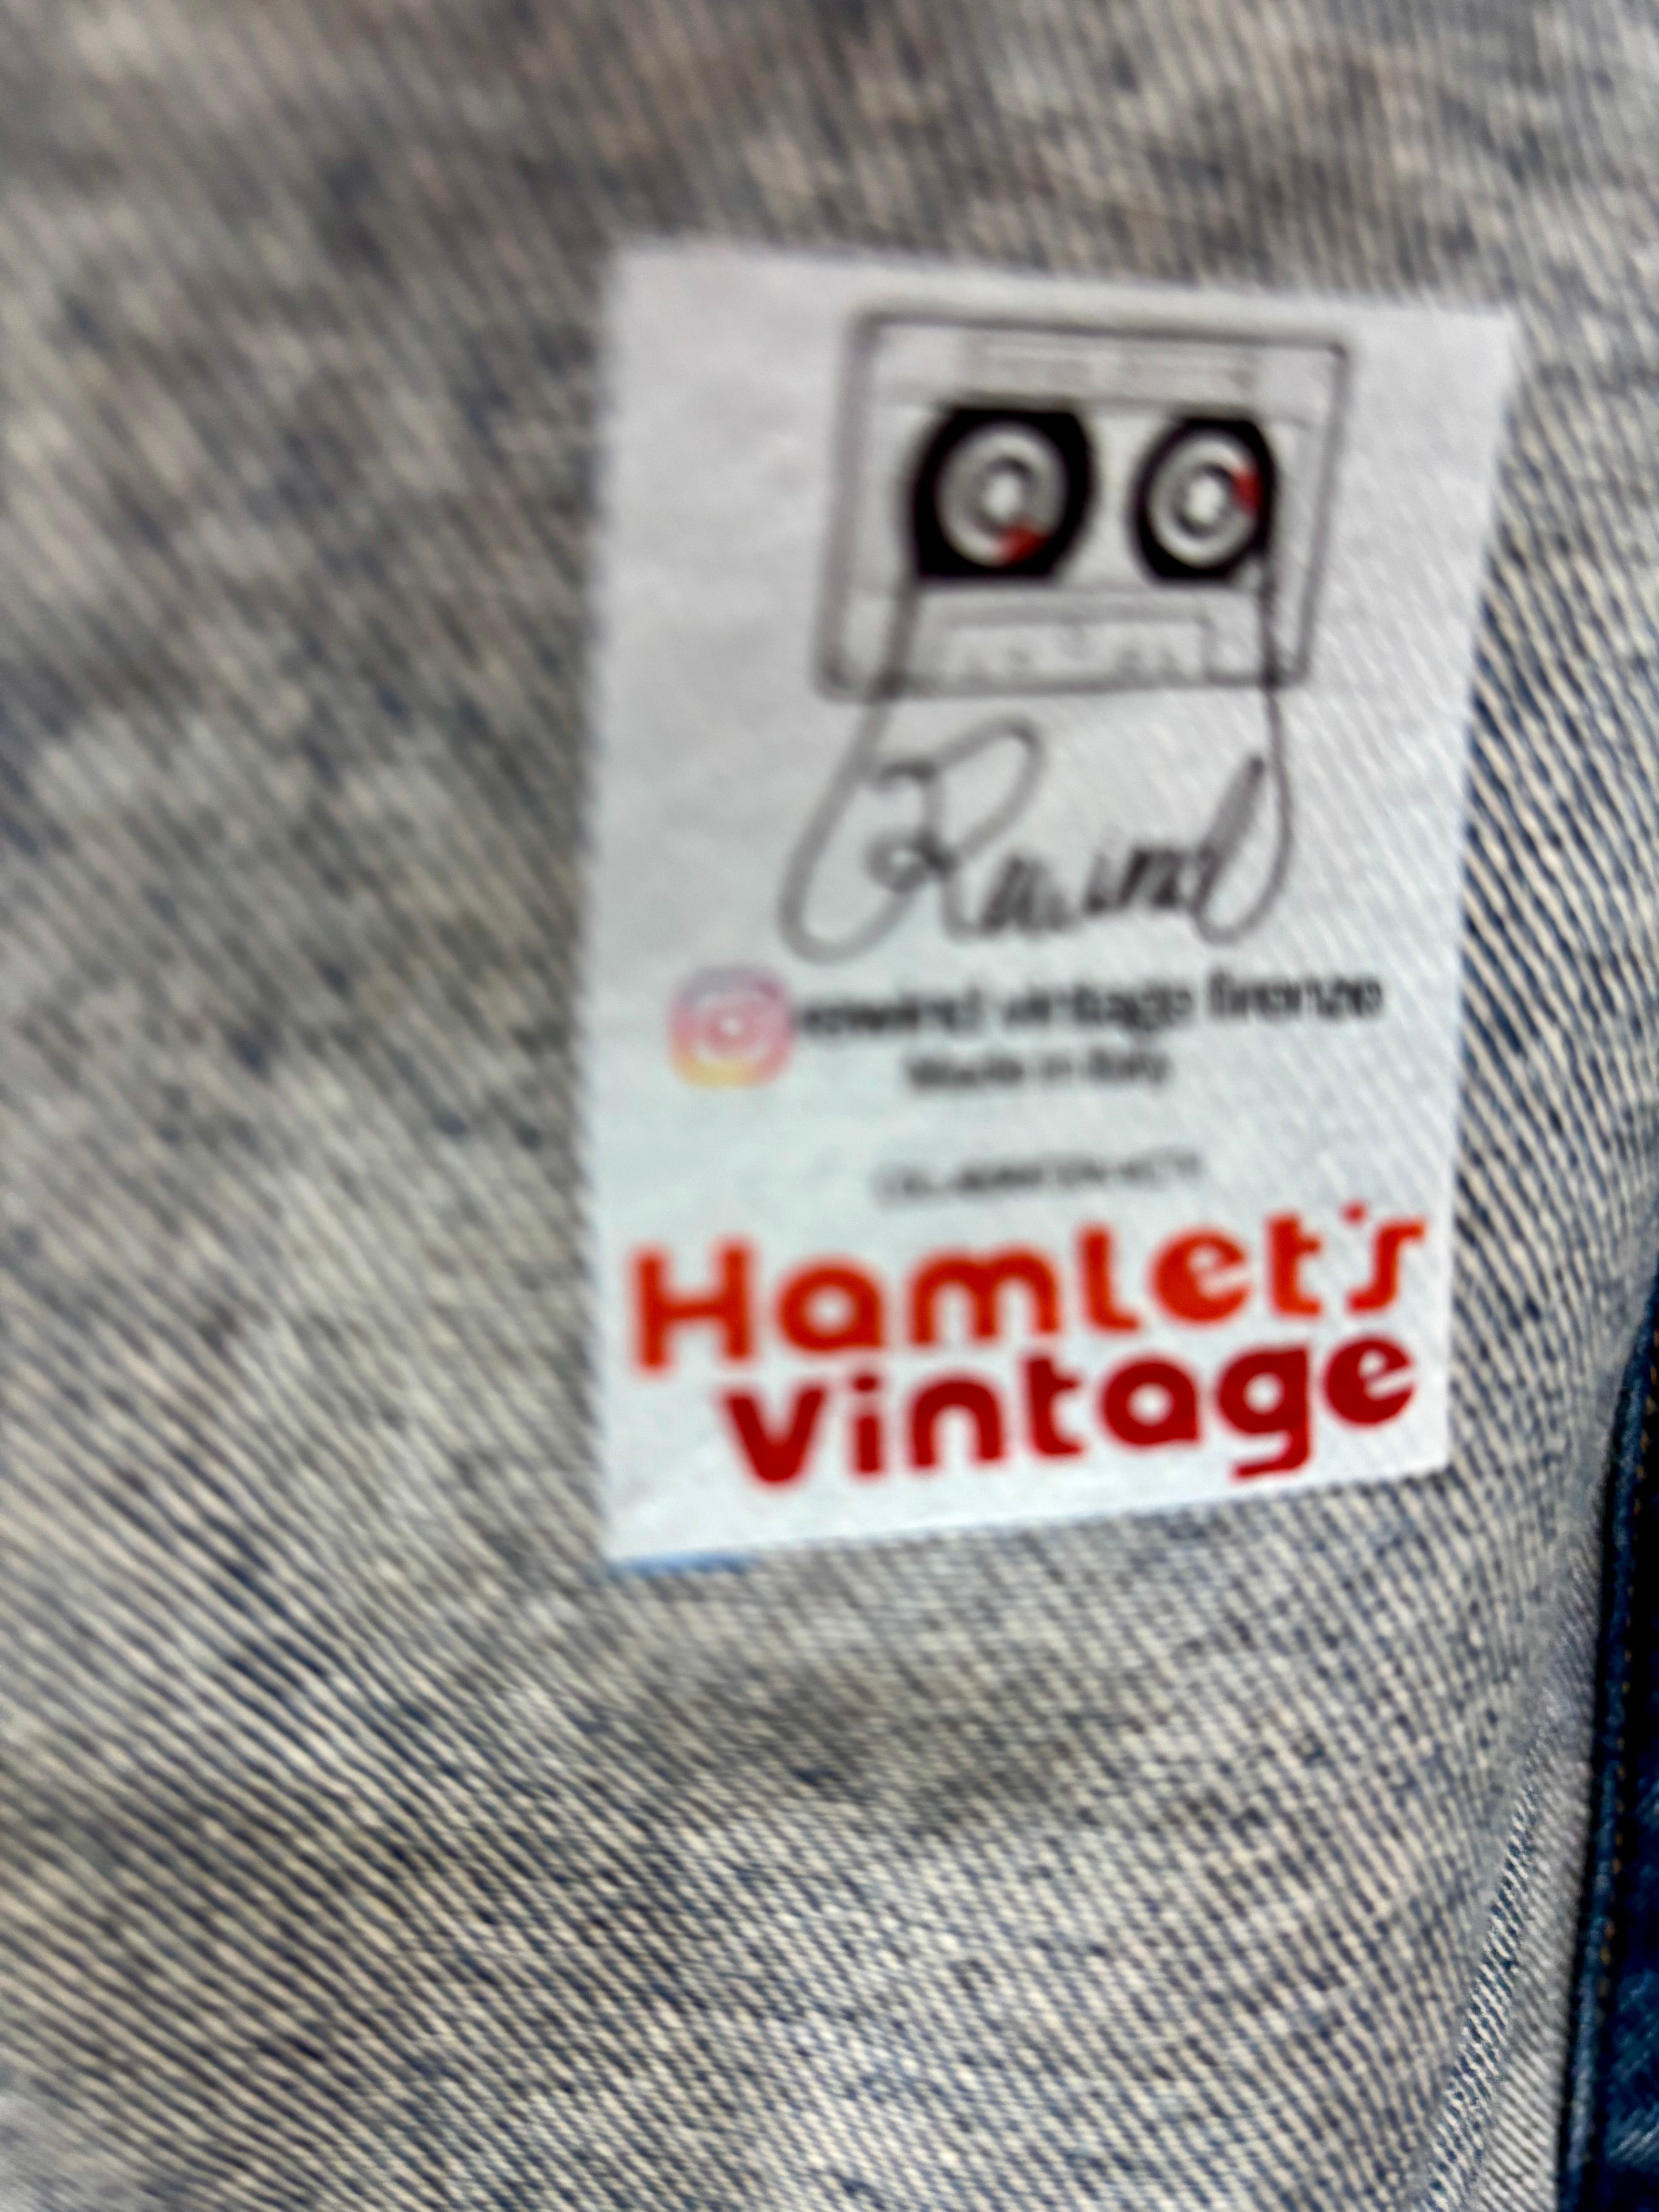 Rewind
rewind vintage firenze
Made in Italy
Hamlet's
vintage